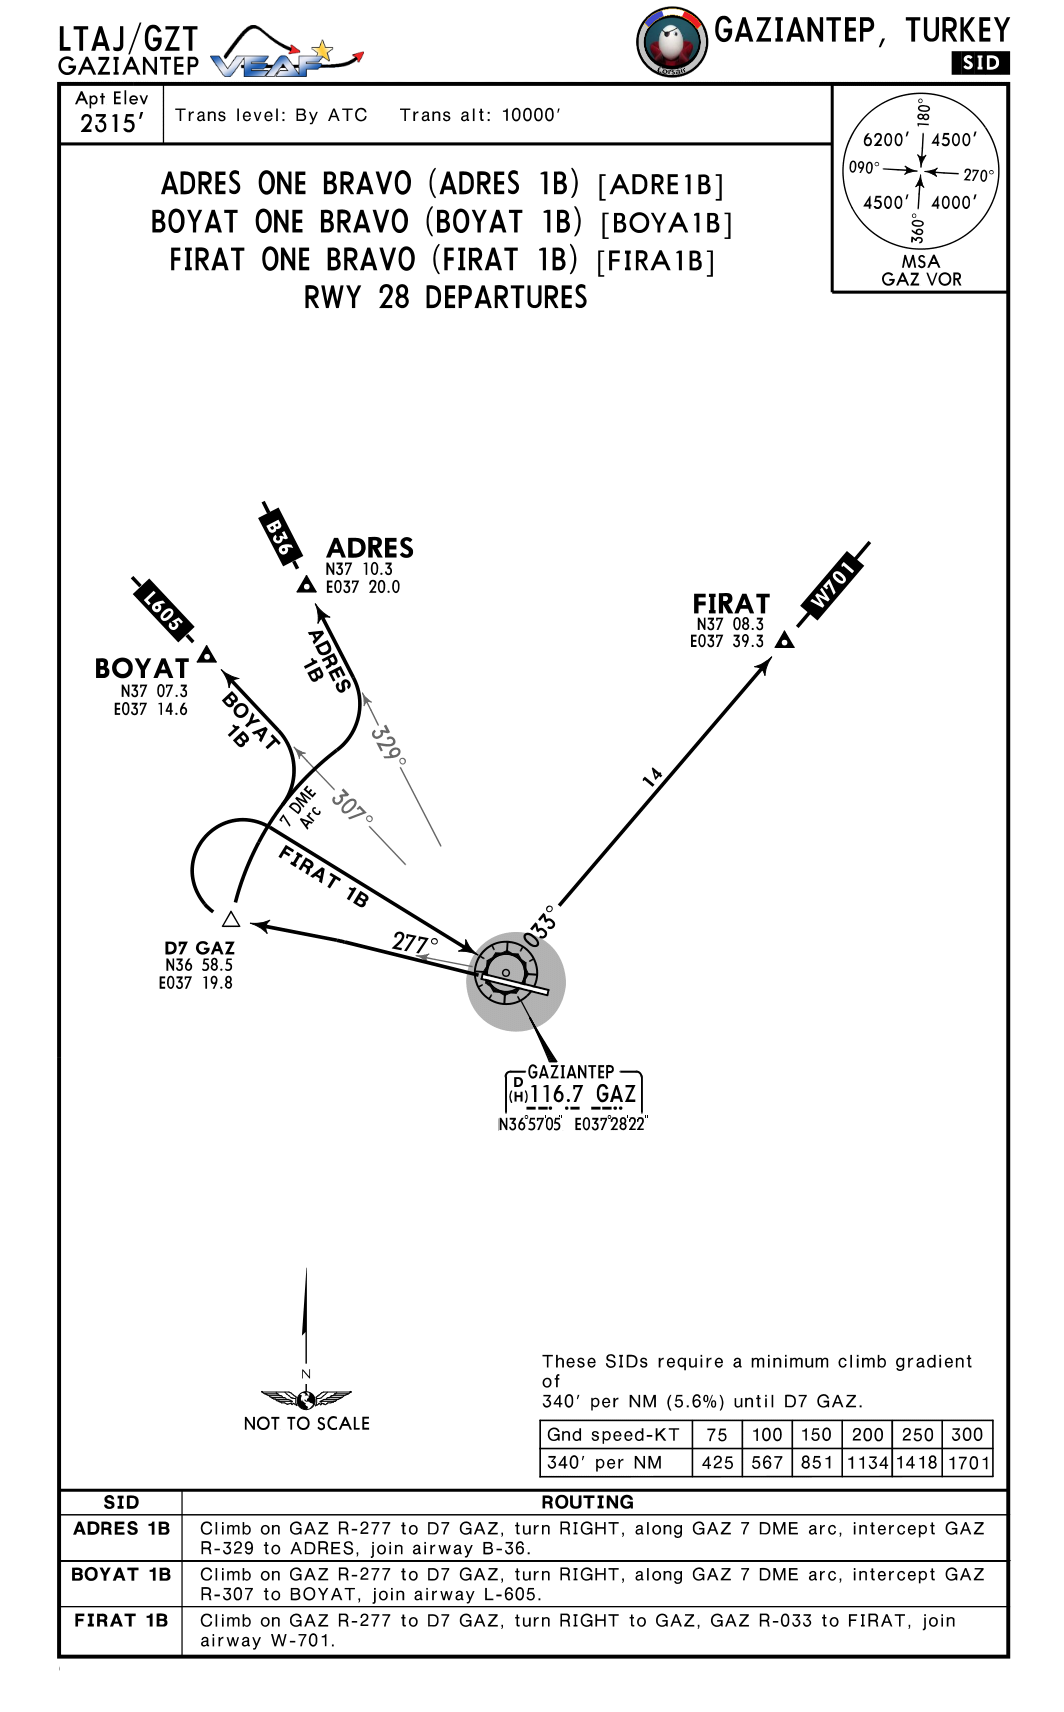 LTAJ/GZT
GAZIANTEP
VEAF
Corsair
GAZIANTEP, TURKEY
SID
Apt Elev
2315'
Trans level: By ATC Trans alt: 10000'
180°
6200' 4500'
090° 270°
4500' 4000'
360°
MSA
GAZ VOR
ADRES ONE BRAVO (ADRES 1B) [ADRE1B]
BOYAT ONE BRAVO (BOYAT 1B) [BOYA1B]
FIRAT ONE BRAVO (FIRAT 1B) [FIRA1B]
RWY 28 DEPARTURES
B36
ADRES
N37 10.3
E037 20.0
W701
L605
FIRAT
N37 08.3
E037 39.3
BOYAT
N37 07.3
E037 14.6
ADRES
1B
BOYAT
1B
329°
307°
14
7 DME
Arc
FIRAT 1B
033°
277°
D7 GAZ
N36 58.5
E037 19.8
GAZIANTEP
D
(H) 116.7 GAZ
N36°57'05" E037°28'22"
N
NOT TO SCALE
These SIDs require a minimum climb gradient
of
340' per NM (5.6%) until D7 GAZ.
Gnd speed-KT 75 100 150 200 250 300
340' per NM 425 567 851 1134 1418 1701
SID ROUTING
ADRES 1B Climb on GAZ R-277 to D7 GAZ, turn RIGHT, along GAZ 7 DME arc, intercept GAZ
R-329 to ADRES, join airway B-36.
BOYAT 1B Climb on GAZ R-277 to D7 GAZ, turn RIGHT, along GAZ 7 DME arc, intercept GAZ
R-307 to BOYAT, join airway L-605.
FIRAT 1B Climb on GAZ R-277 to D7 GAZ, turn RIGHT to GAZ, GAZ R-033 to FIRAT, join
airway W-701.